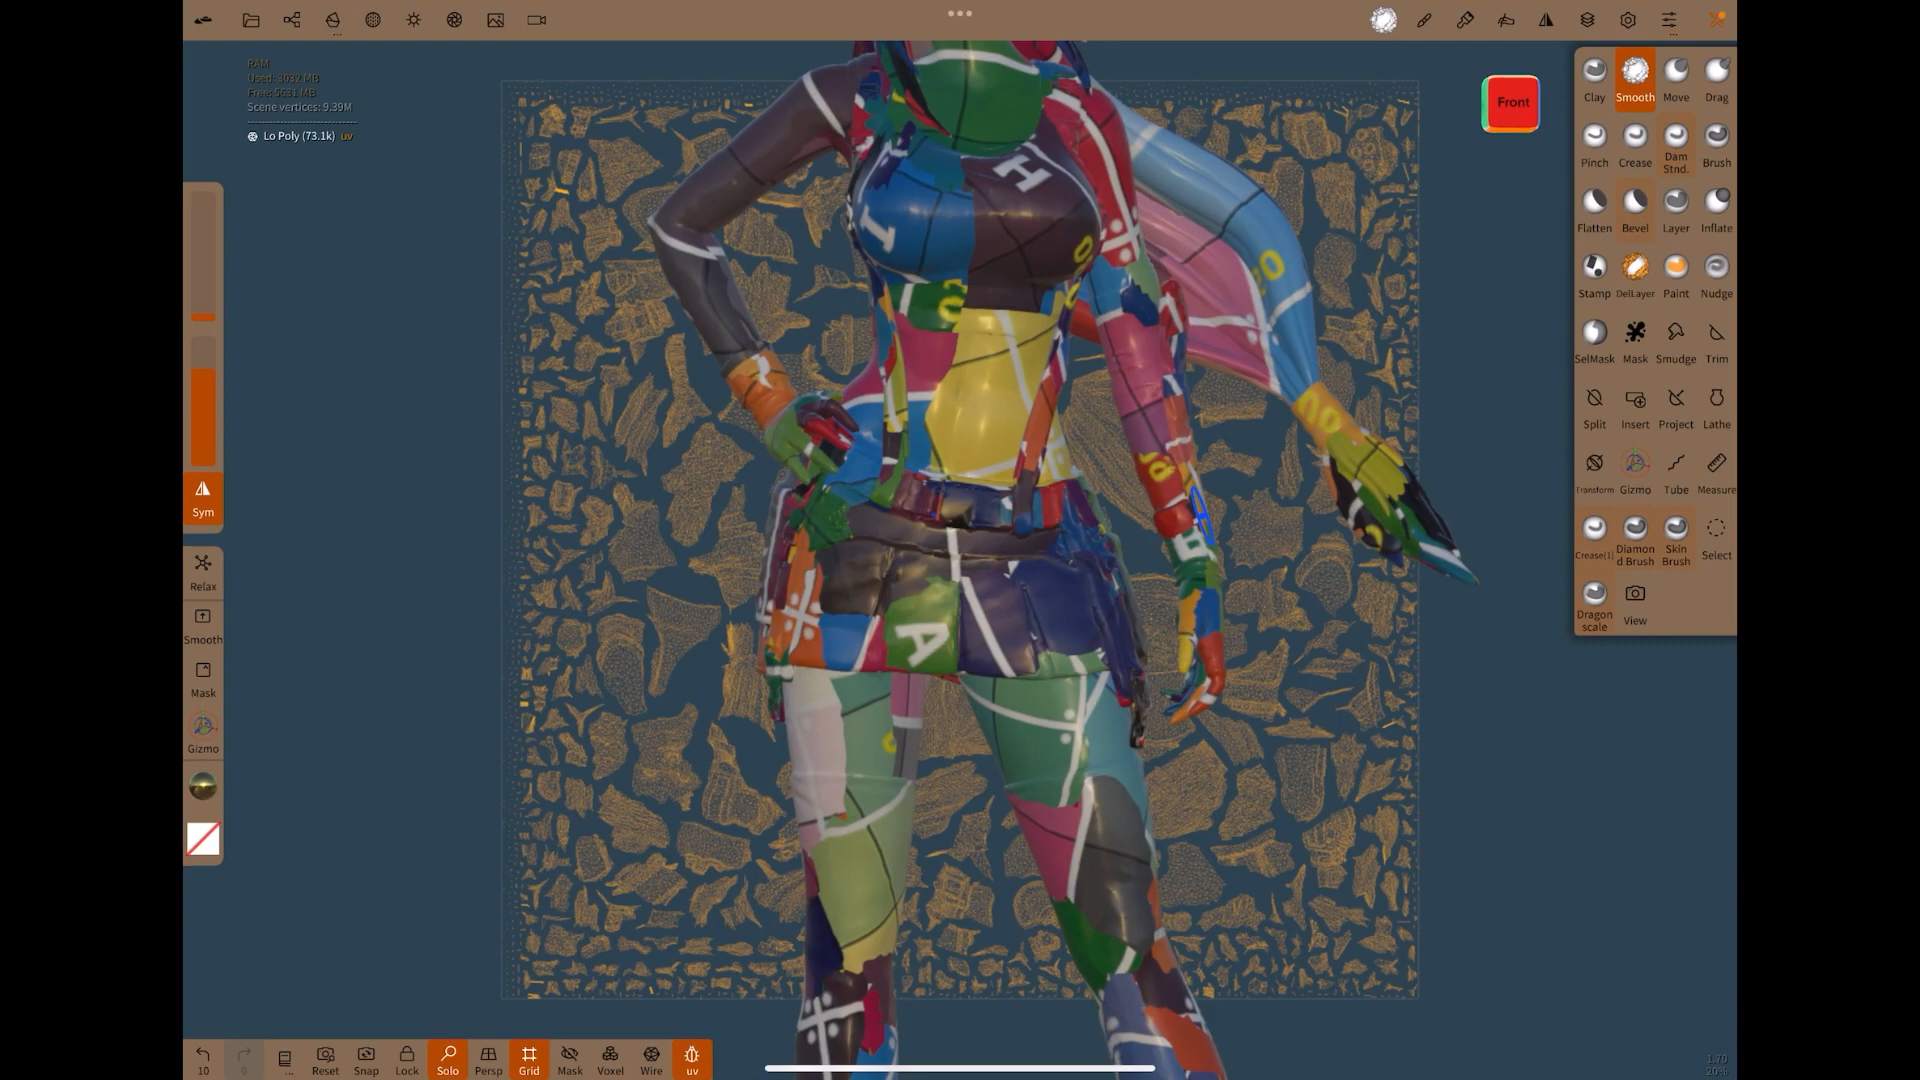 RAM
Used: 3032 MB
Free: 5631 MB
Scene vertices: 9.39M
Lo Poly (73.1k) uv
Front
Clay Smooth Move Drag
Pinch Crease Dam Stnd. Brush
Flatten Bevel Layer Inflate
Stamp DelLayer Paint Nudge
SelMask Mask Smudge Trim
Split Insert Project Lathe
Transform Gizmo Tube Measure
Crease(1) Diamond Brush Skin Brush Select
Dragon scale View
Sym
Relax
Smooth
Mask
Gizmo
H
I
A
10 0 ... Reset Snap Lock Solo Persp Grid Mask Voxel Wire uv
1.70
20%